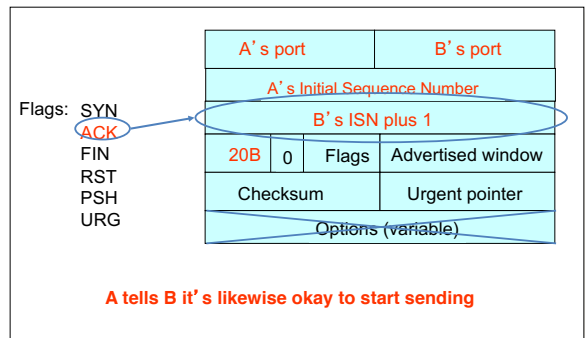 A's port B's port
A's Initial Sequence Number
Flags: SYN
B's ISN plus 1
ACK
FIN
20B 0 Flags Advertised window
RST
PSH
Checksum Urgent pointer
URG
Options (variable)
A tells B it's likewise okay to start sending